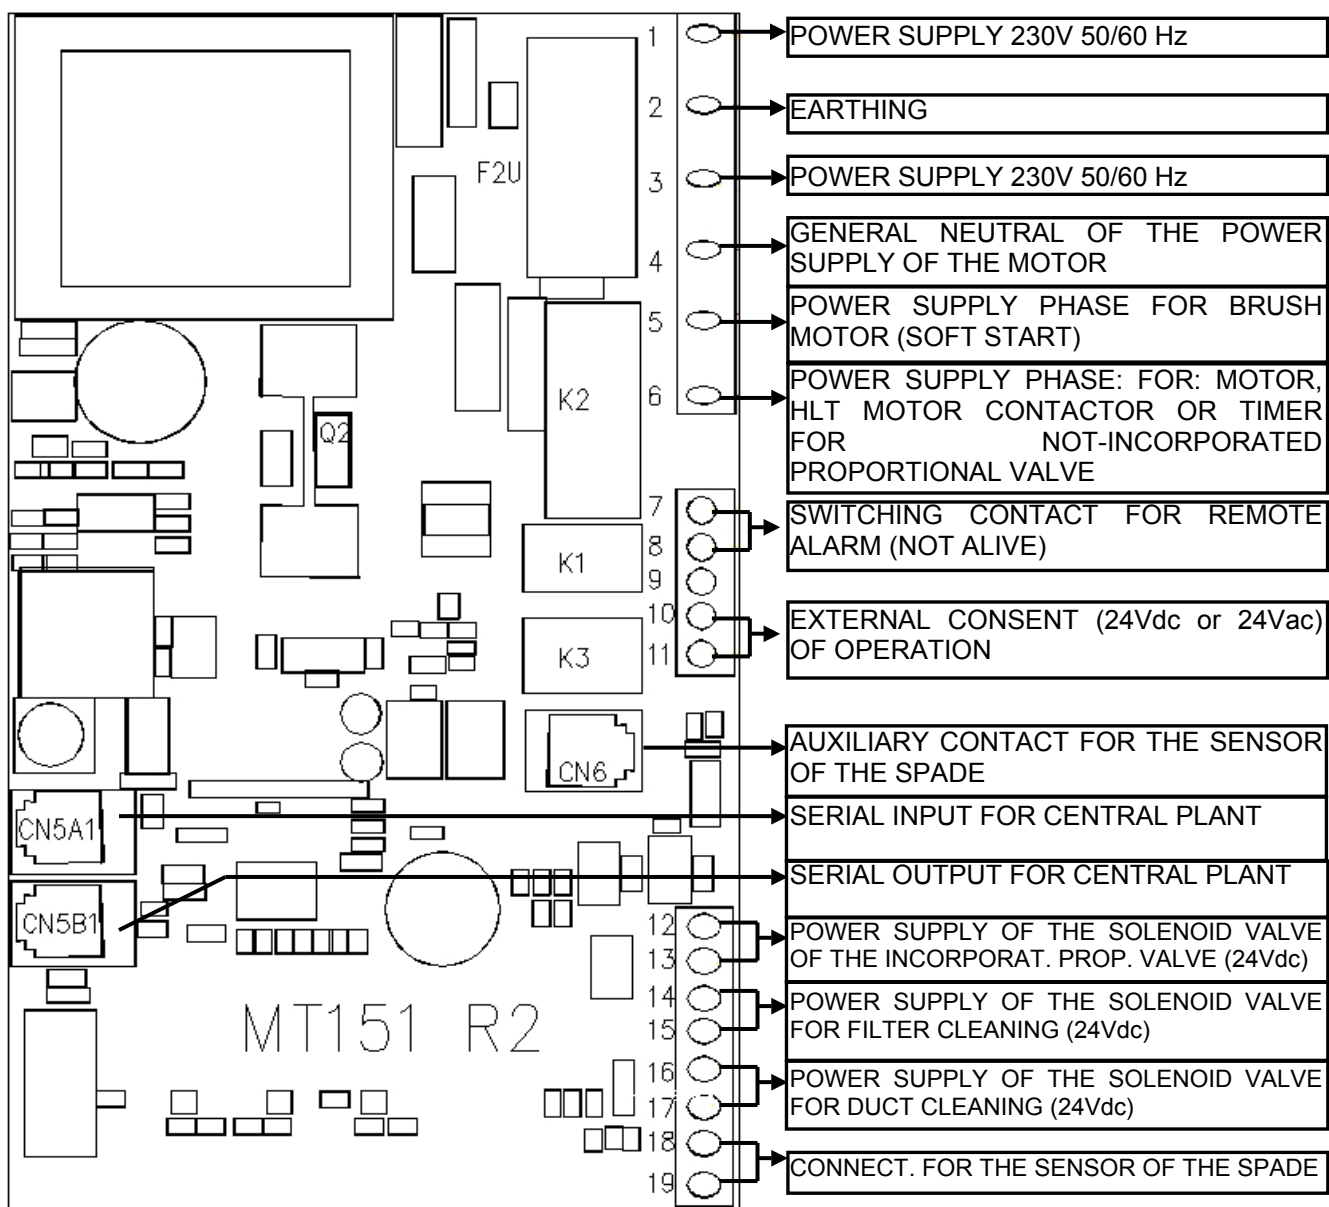 1
POWER SUPPLY 230V 50/60 Hz
2
EARTHING
F2U
3
POWER SUPPLY 230V 50/60 Hz
4
GENERAL NEUTRAL OF THE POWER
SUPPLY OF THE MOTOR
5
POWER SUPPLY PHASE FOR BRUSH
MOTOR (SOFT START)
K2
6
POWER SUPPLY PHASE: FOR: MOTOR,
HLT MOTOR CONTACTOR OR TIMER
FOR NOT-INCORPORATED
PROPORTIONAL VALVE
Q2
7
8
SWITCHING CONTACT FOR REMOTE
ALARM (NOT ALIVE)
K1
9
10
11
EXTERNAL CONSENT (24Vdc or 24Vac)
OF OPERATION
K3
CN6
AUXILIARY CONTACT FOR THE SENSOR
OF THE SPADE
CN5A1
SERIAL INPUT FOR CENTRAL PLANT
CN5B1
SERIAL OUTPUT FOR CENTRAL PLANT
12
13
POWER SUPPLY OF THE SOLENOID VALVE
OF THE INCORPORAT. PROP. VALVE (24Vdc)
14
15
POWER SUPPLY OF THE SOLENOID VALVE
FOR FILTER CLEANING (24Vdc)
MT151 R2
16
17
POWER SUPPLY OF THE SOLENOID VALVE
FOR DUCT CLEANING (24Vdc)
18
19
CONNECT. FOR THE SENSOR OF THE SPADE